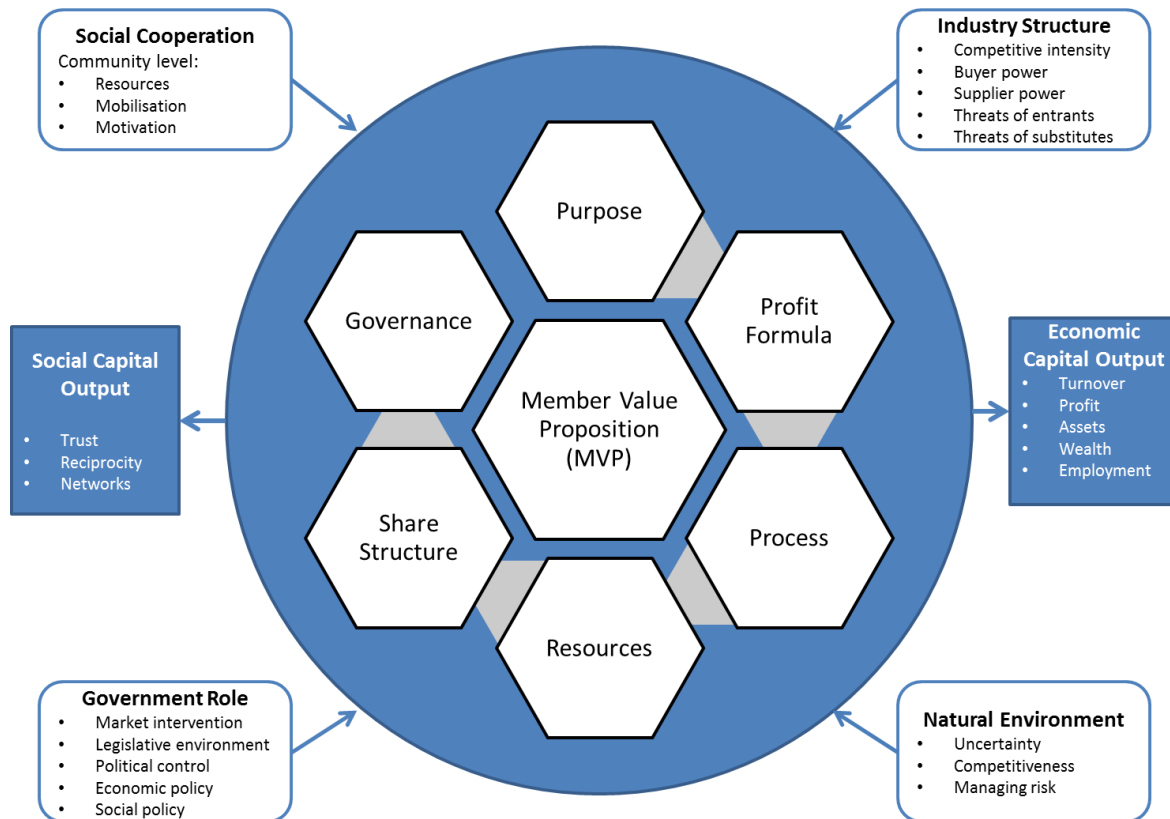 Social Cooperation
Community level:
• Resources
• Mobilisation
• Motivation
Industry Structure
• Competitive intensity
• Buyer power
• Supplier power
• Threats of entrants
• Threats of substitutes
Purpose
Governance
Profit
Formula
Member Value
Proposition
(MVP)
Share
Structure
Process
Resources
Social Capital
Output
• Trust
• Reciprocity
• Networks
Economic
Capital Output
• Turnover
• Profit
• Assets
• Wealth
• Employment
Government Role
• Market intervention
• Legislative environment
• Political control
• Economic policy
• Social policy
Natural Environment
• Uncertainty
• Competitiveness
• Managing risk